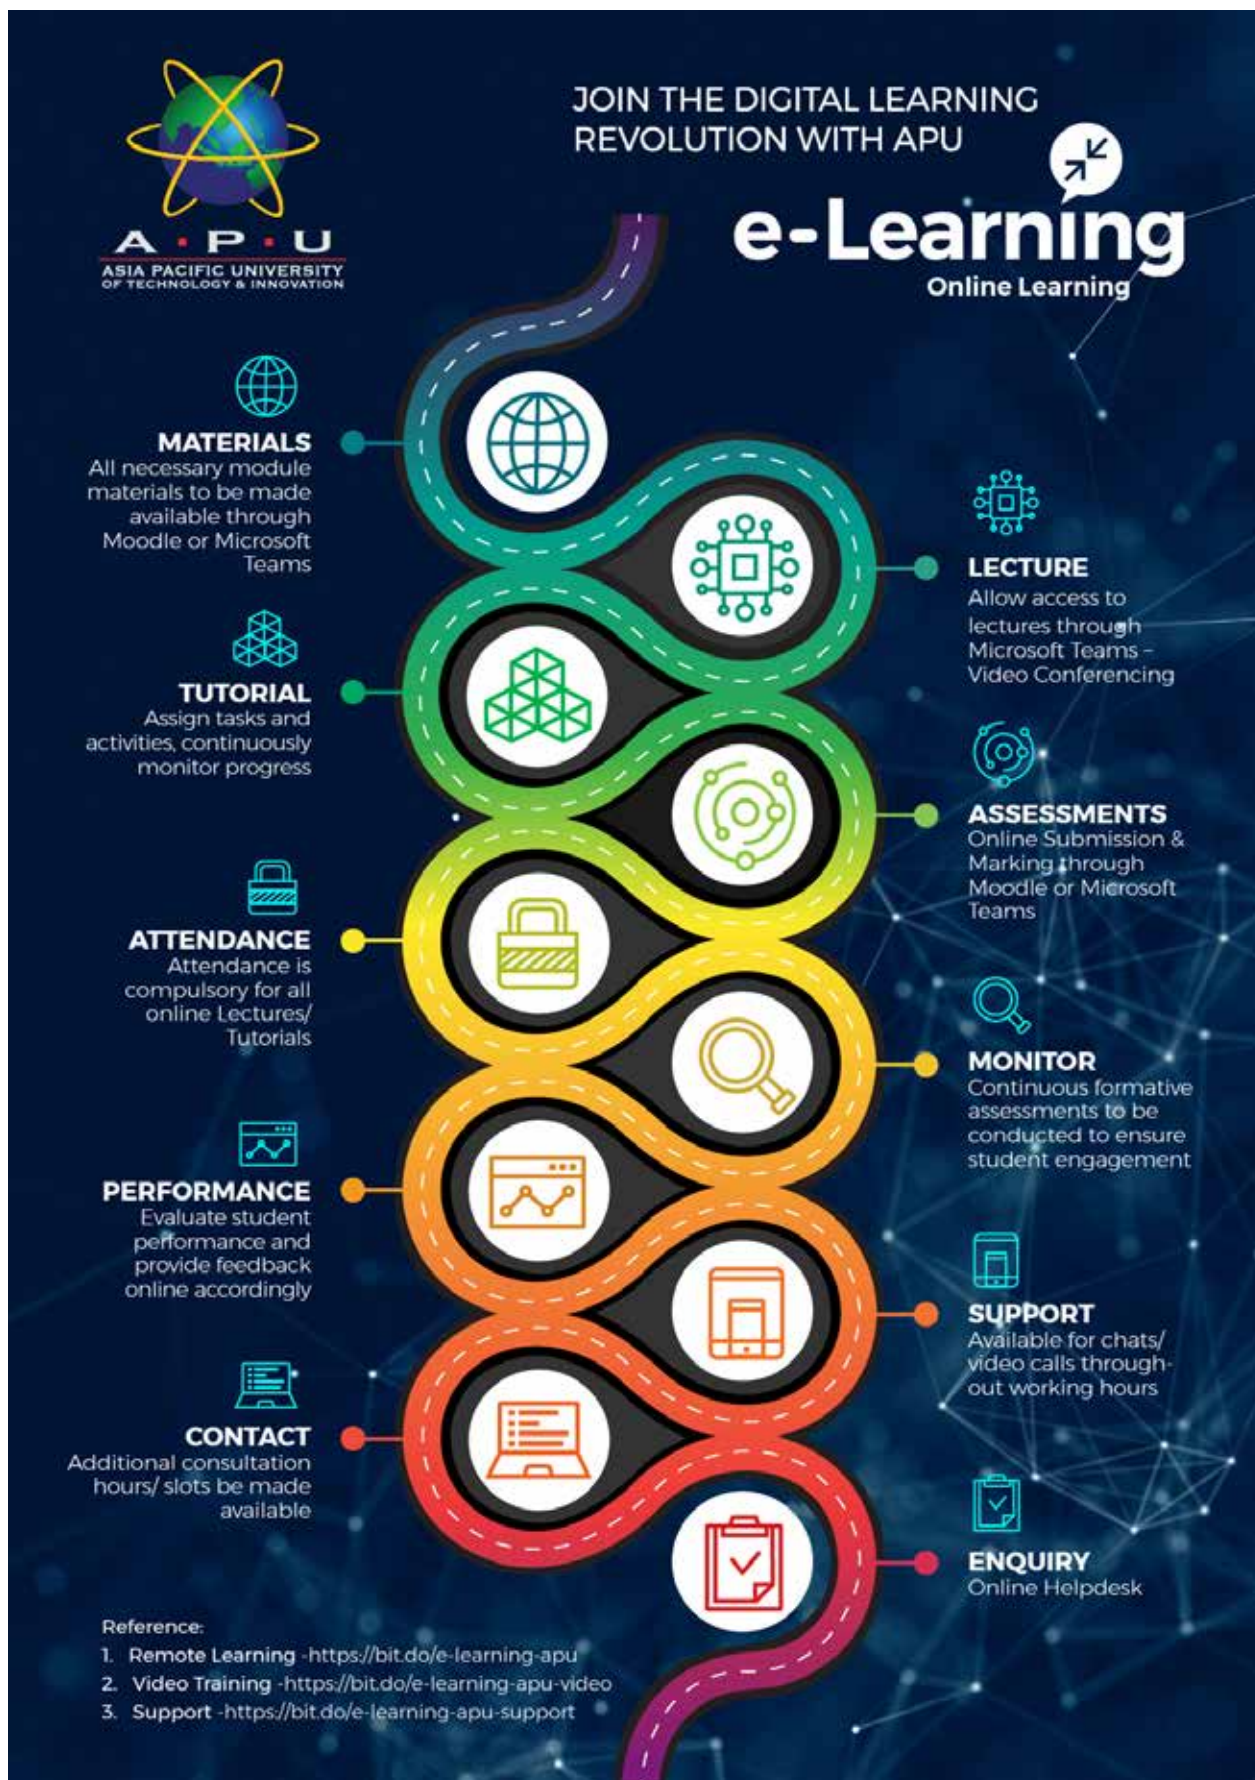 JOIN THE DIGITAL LEARNING
REVOLUTION WITH APU
e-Learning
Online Learning
A·P·U
ASIA PACIFIC UNIVERSITY
OF TECHNOLOGY & INNOVATION
MATERIALS
All necessary module
materials to be made
available through
Moodle or Microsoft
Teams
LECTURE
Allow access to
lectures through
Microsoft Teams –
Video Conferencing
TUTORIAL
Assign tasks and
activities, continuously
monitor progress
ASSESSMENTS
Online Submission &
Marking through
Moodle or Microsoft
Teams
ATTENDANCE
Attendance is
compulsory for all
online Lectures/
Tutorials
MONITOR
Continuous formative
assessments to be
conducted to ensure
student engagement
PERFORMANCE
Evaluate student
performance and
provide feedback
online accordingly
SUPPORT
Available for chats/
video calls through-
out working hours
CONTACT
Additional consultation
hours/ slots be made
available
ENQUIRY
Online Helpdesk
Reference:
1. Remote Learning -https://bit.do/e-learning-apu
2. Video Training -https://bit.do/e-learning-apu-video
3. Support -https://bit.do/e-learning-apu-support